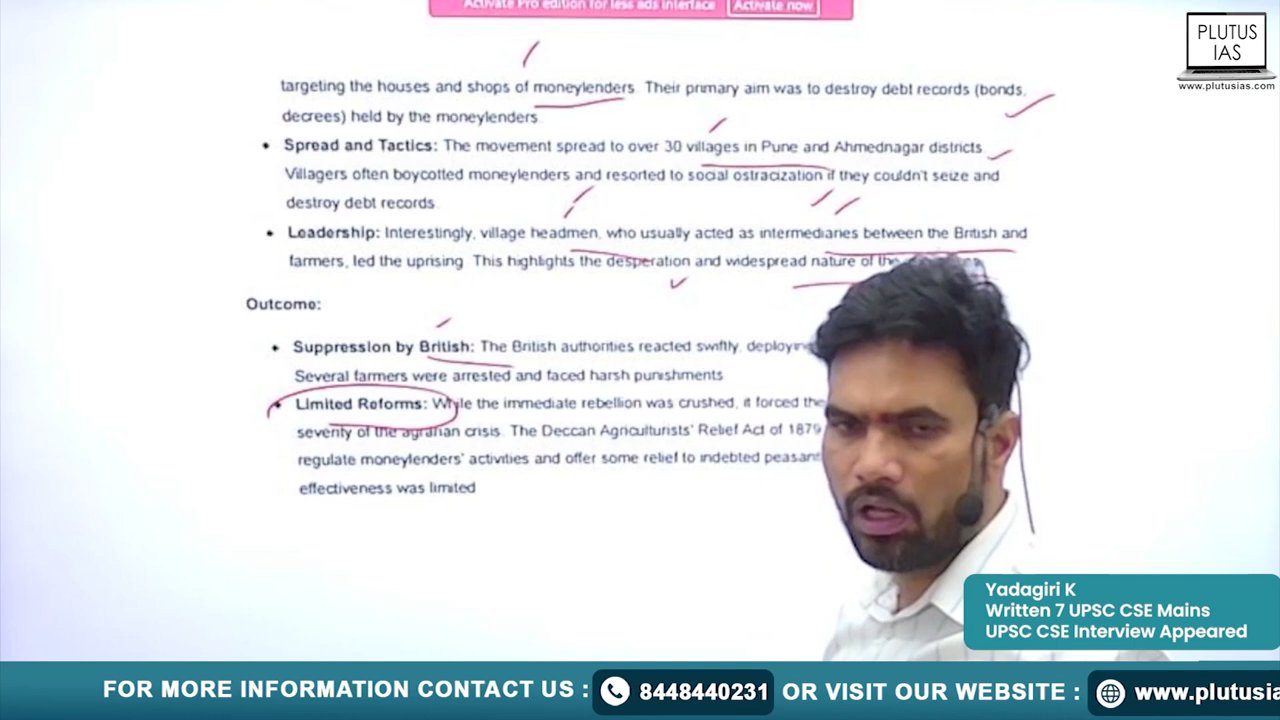 Activate Pro edition for less ads interface Activate now
PLUTUS
IAS
www.plutusias.com
targeting the houses and shops of moneylenders. Their primary aim was to destroy debt records (bonds,
decrees) held by the moneylenders.
• Spread and Tactics: The movement spread to over 30 villages in Pune and Ahmednagar districts.
Villagers often boycotted moneylenders and resorted to social ostracization if they couldn't seize and
destroy debt records.
• Leadership: Interestingly, village headmen, who usually acted as intermediaries between the British and
farmers, led the uprising. This highlights the desperation and widespread nature of the
Outcome:
• Suppression by British: The British authorities reacted swiftly, deploying
Several farmers were arrested and faced harsh punishments.
• Limited Reforms: While the immediate rebellion was crushed, it forced the
severity of the agrarian crisis. The Deccan Agriculturists' Relief Act of 1879
regulate moneylenders' activities and offer some relief to indebted peasant
effectiveness was limited
Yadagiri K
Written 7 UPSC CSE Mains
UPSC CSE Interview Appeared
FOR MORE INFORMATION CONTACT US : 8448440231 OR VISIT OUR WEBSITE : www.plutusia